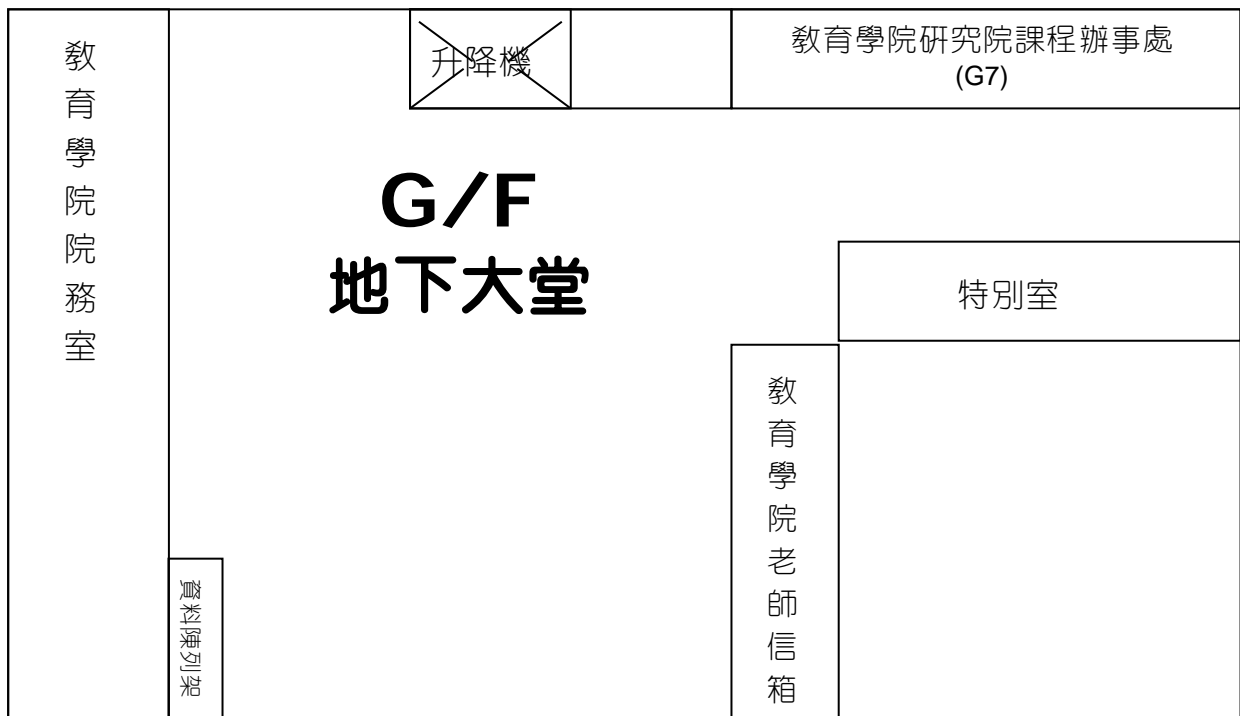 教育學院院務室
升降機
教育學院研究院課程辦事處
(G7)
G/F
地下大堂
特別室
教育學院老師信箱
資料陳列架